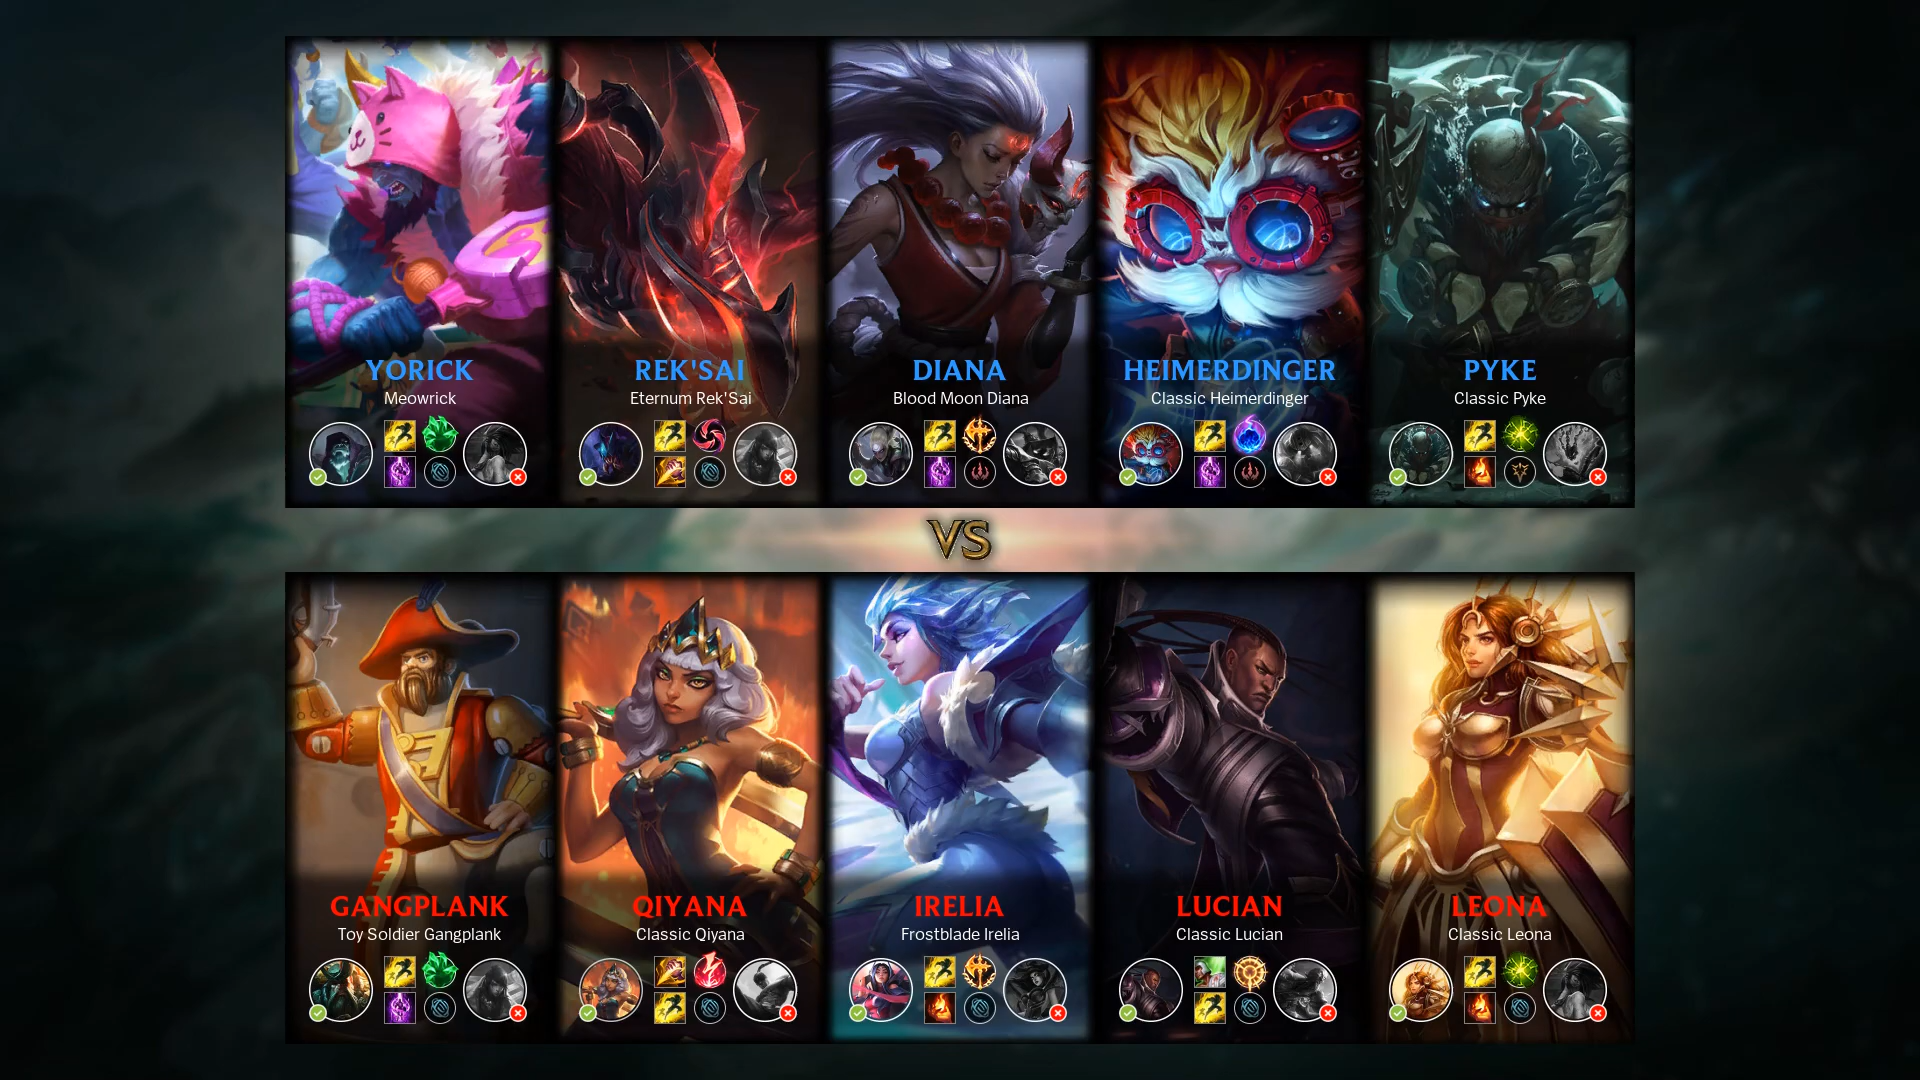 YORICK
Meowrick
REK'SAI
Eternum Rek'Sai
DIANA
Blood Moon Diana
HEIMERDINGER
Classic Heimerdinger
PYKE
Classic Pyke
VS
GANGPLANK
Toy Soldier Gangplank
QIYANA
Classic Qiyana
IRELIA
Frostblade Irelia
LUCIAN
Classic Lucian
LEONA
Classic Leona